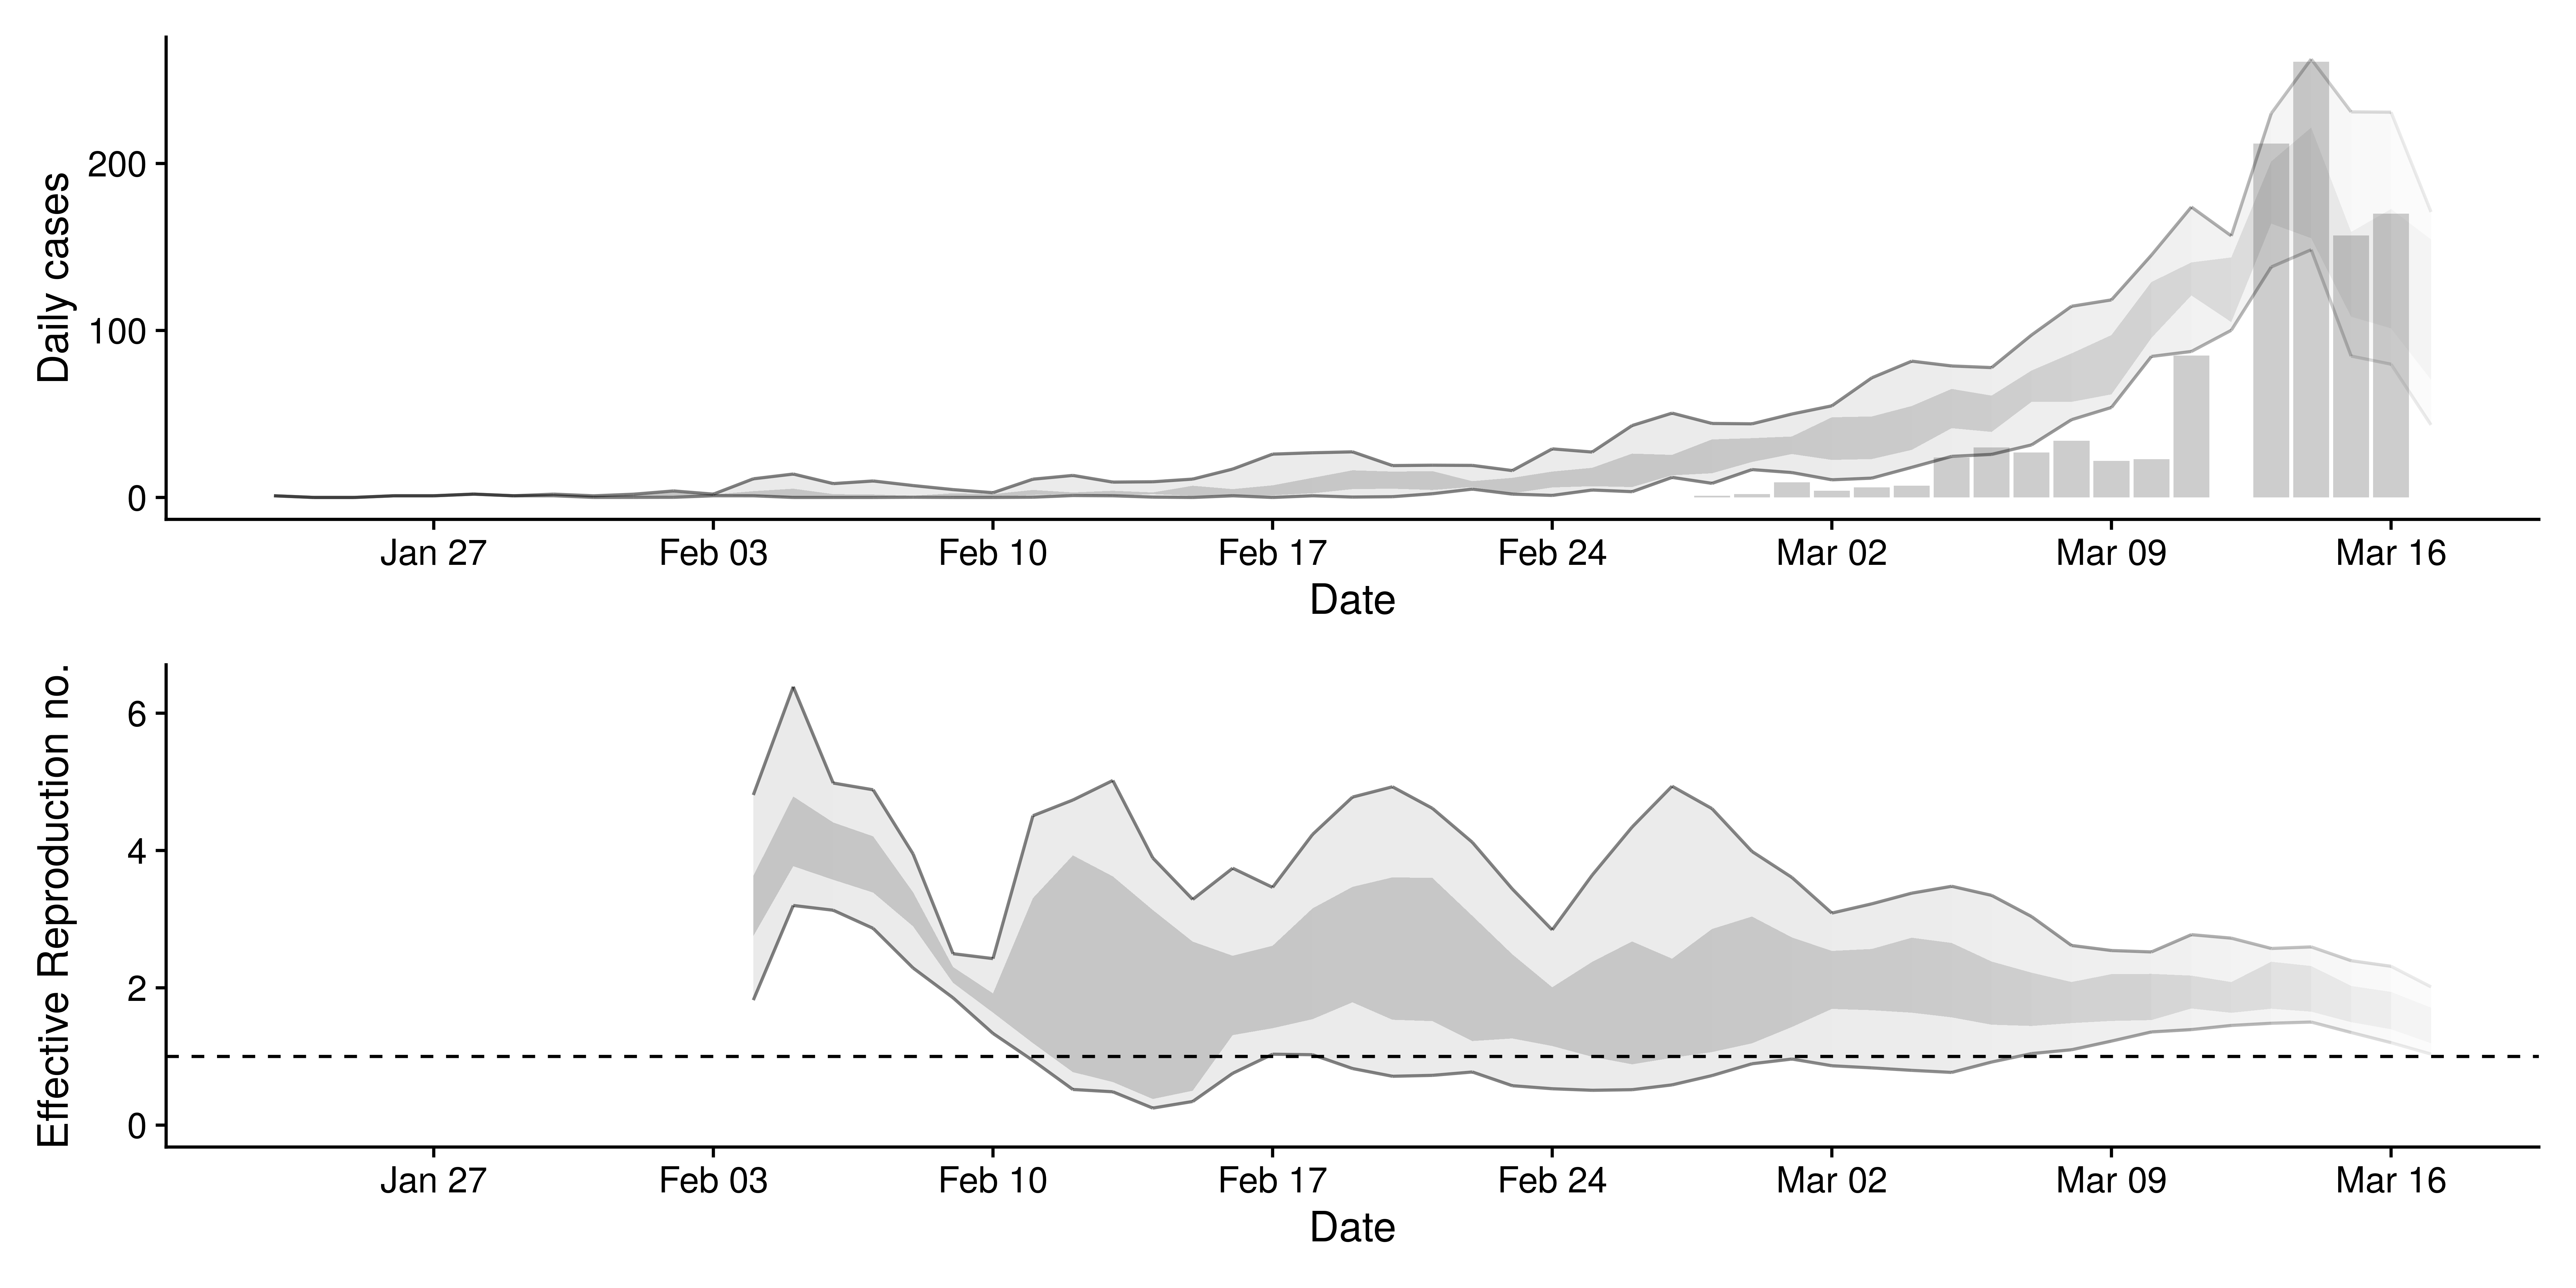 Daily cases
200
100
0
Jan 27 Feb 03 Feb 10 Feb 17 Feb 24 Mar 02 Mar 09 Mar 16
Date
Effective Reproduction no.
6
4
2
0
Jan 27 Feb 03 Feb 10 Feb 17 Feb 24 Mar 02 Mar 09 Mar 16
Date